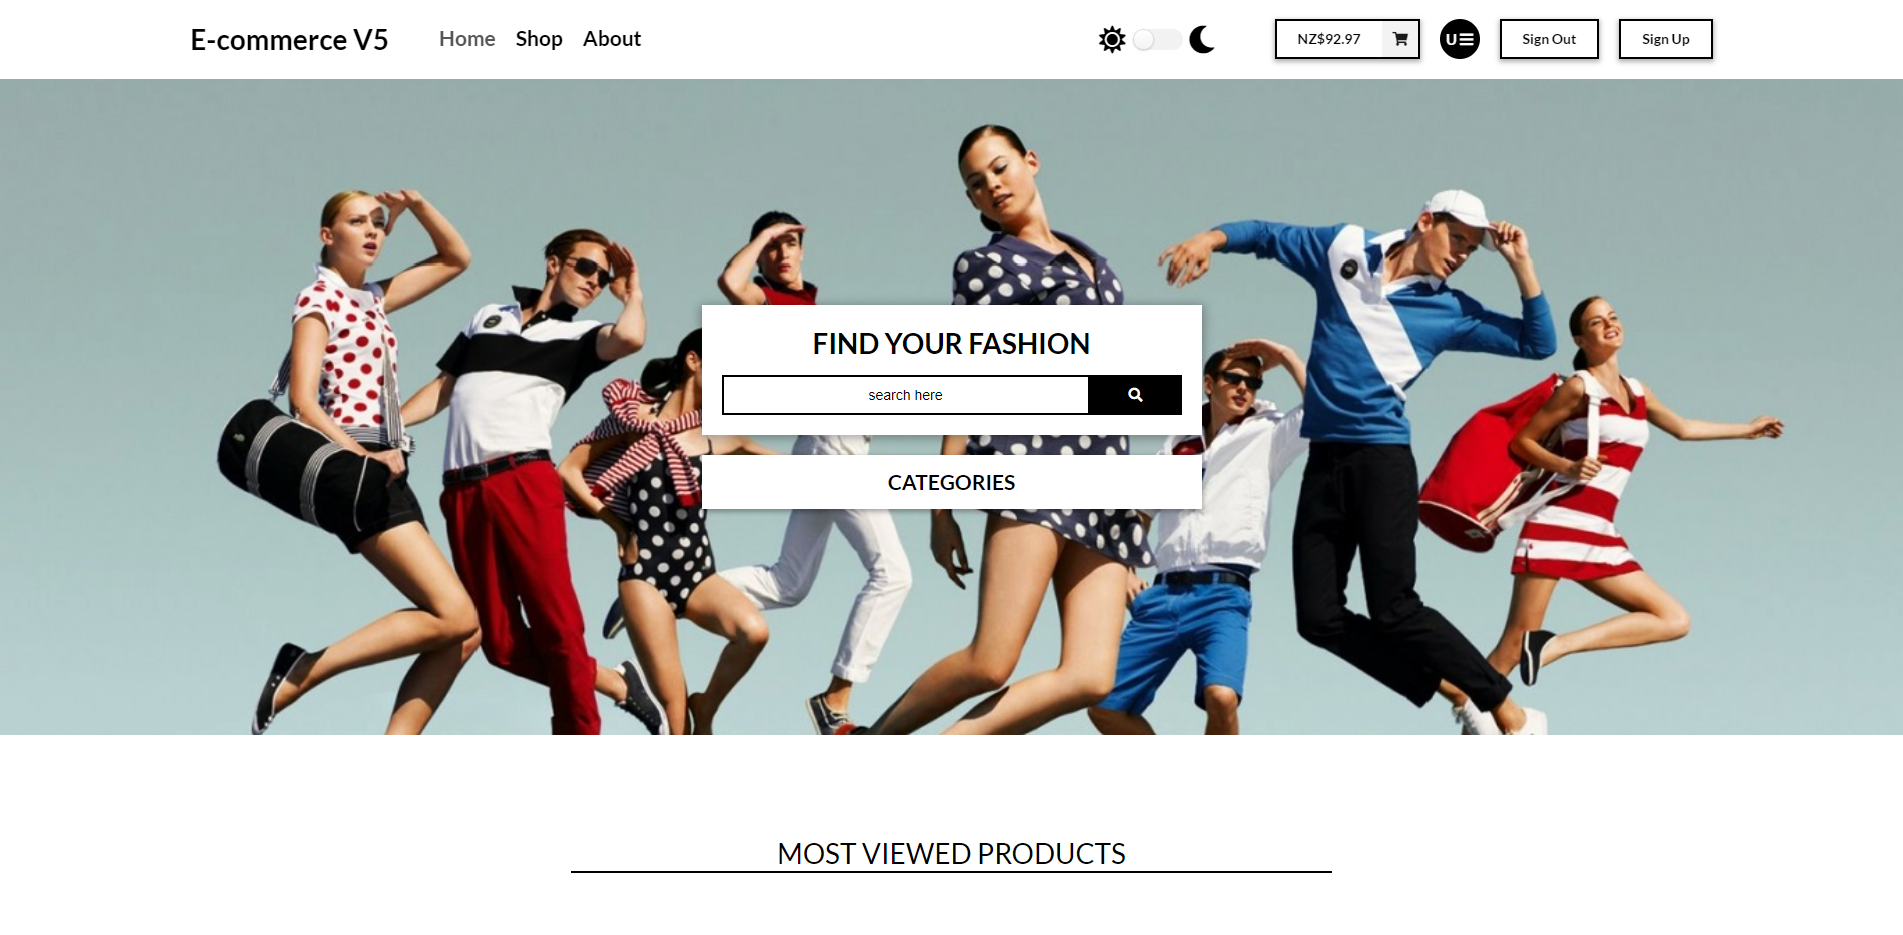 E-commerce V5 Home Shop About NZ$92.97 U Sign Out Sign Up
FIND YOUR FASHION
search here
CATEGORIES
MOST VIEWED PRODUCTS